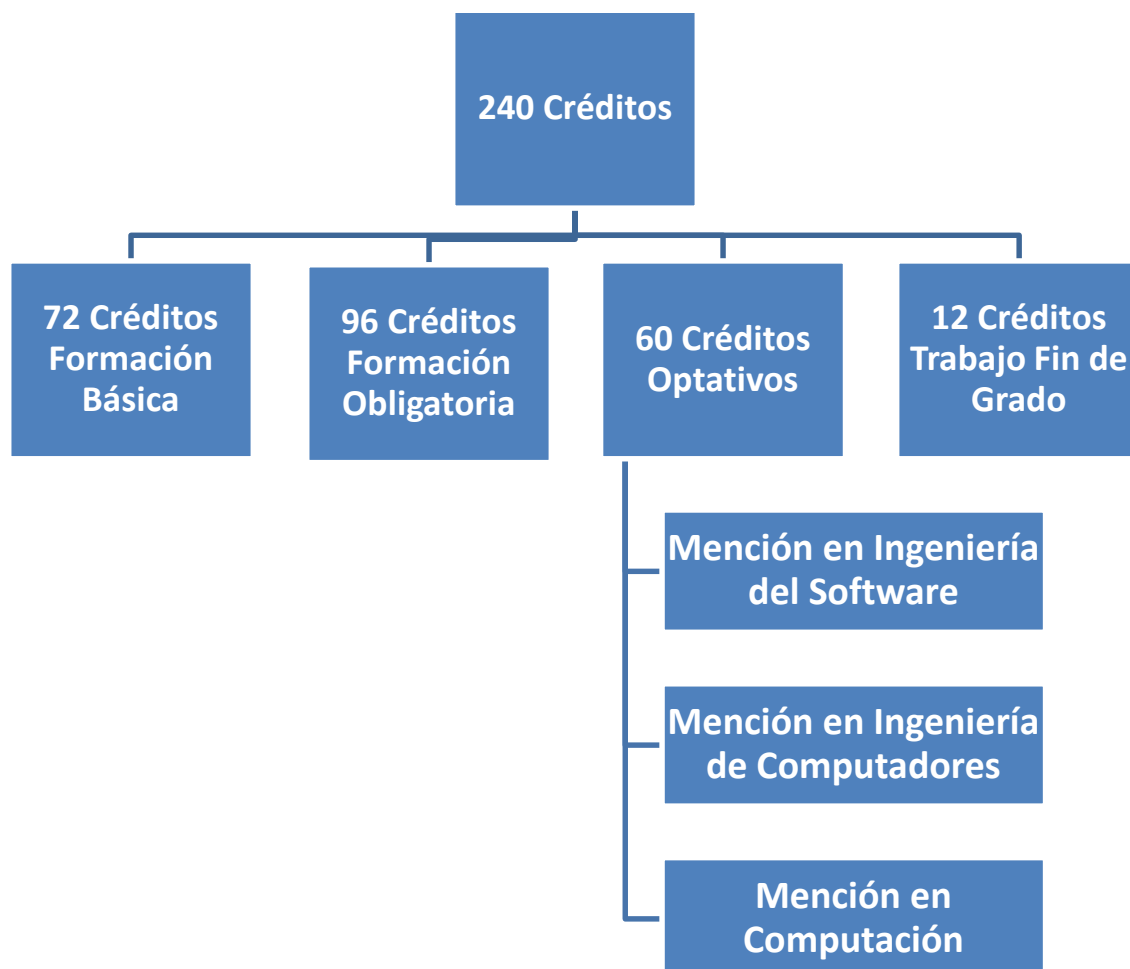 240 Créditos
72 Créditos
Formación
Básica
96 Créditos
Formación
Obligatoria
60 Créditos
Optativos
12 Créditos
Trabajo Fin de
Grado
Mención en Ingeniería
del Software
Mención en Ingeniería
de Computadores
Mención en
Computación